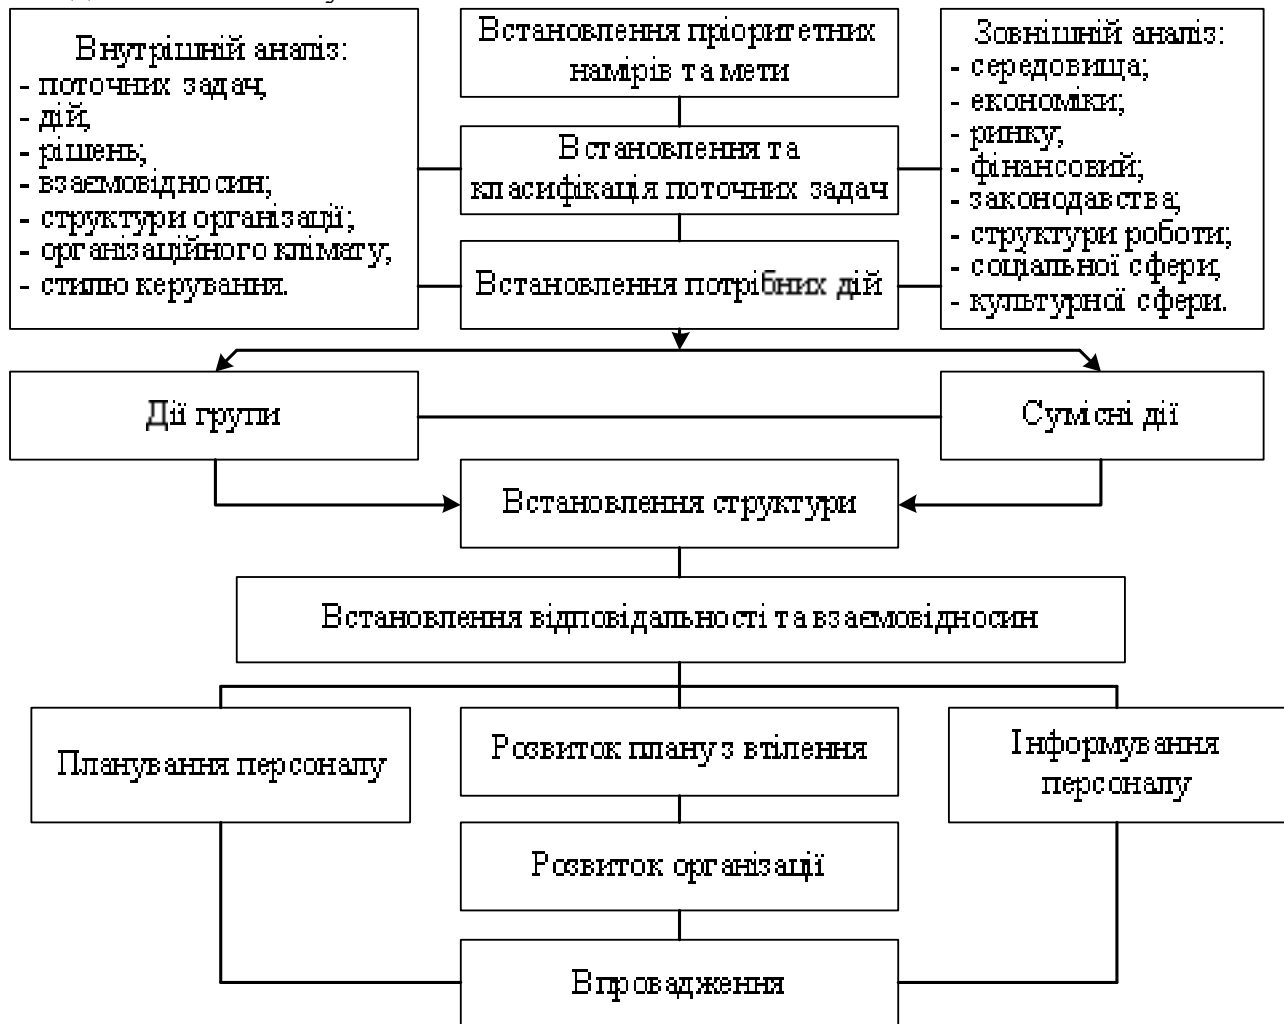 Внутрішній аналіз:
- поточних задач;
- дій;
- рішень;
- взаємовідносин;
- структури організації;
- організаційного клімату;
- стилю керування.
Встановлення пріоритетних
намірів та мети
Встановлення та
класифікація поточних задач
Встановлення потрібних дій
Зовнішній аналіз:
- середовища;
- економіки;
- ринку;
- фінансовий;
- законодавства;
- структури роботи;
- соціальної сфери;
- культурної сфери.
Дії групи
Сумісні дії
Встановлення структури
Встановлення відповідальності та взаємовідносин
Планування персоналу
Розвиток плану з втілення
Інформування
персоналу
Розвиток організації
Впровадження